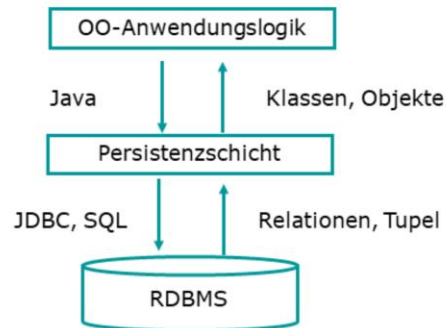 OO-Anwendungslogik
Java
Klassen, Objekte
Persistenzschicht
JDBC, SQL
Relationen, Tupel
RDBMS